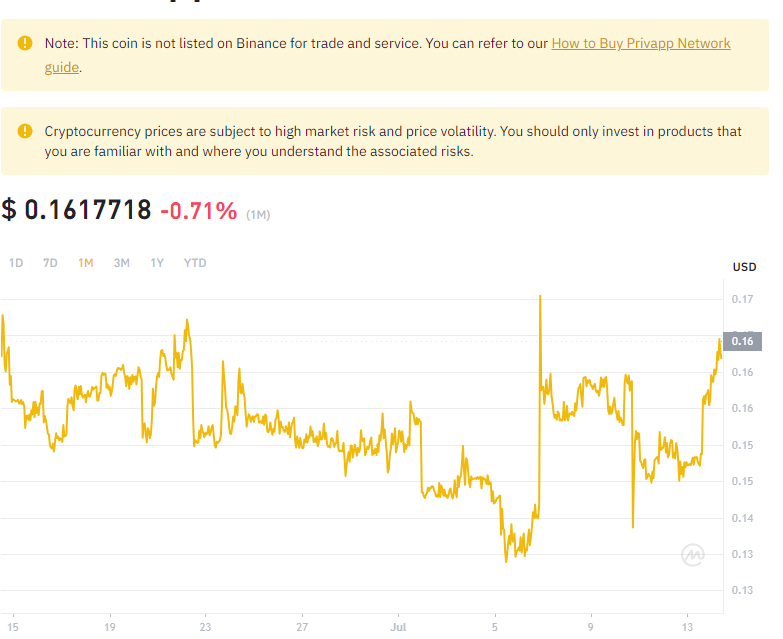 Note: This coin is not listed on Binance for trade and service. You can refer to our How to Buy Privapp Network
guide.
Cryptocurrency prices are subject to high market risk and price volatility. You should only invest in products that
you are familiar with and where you understand the associated risks.
$ 0.1617718 -0.71% (1M)
1D 7D 1M 3M 1Y YTD
USD
0.17
0.16
0.16
0.16
0.15
0.15
0.14
0.13
0.13
15 19 23 27 Jul 5 9 13